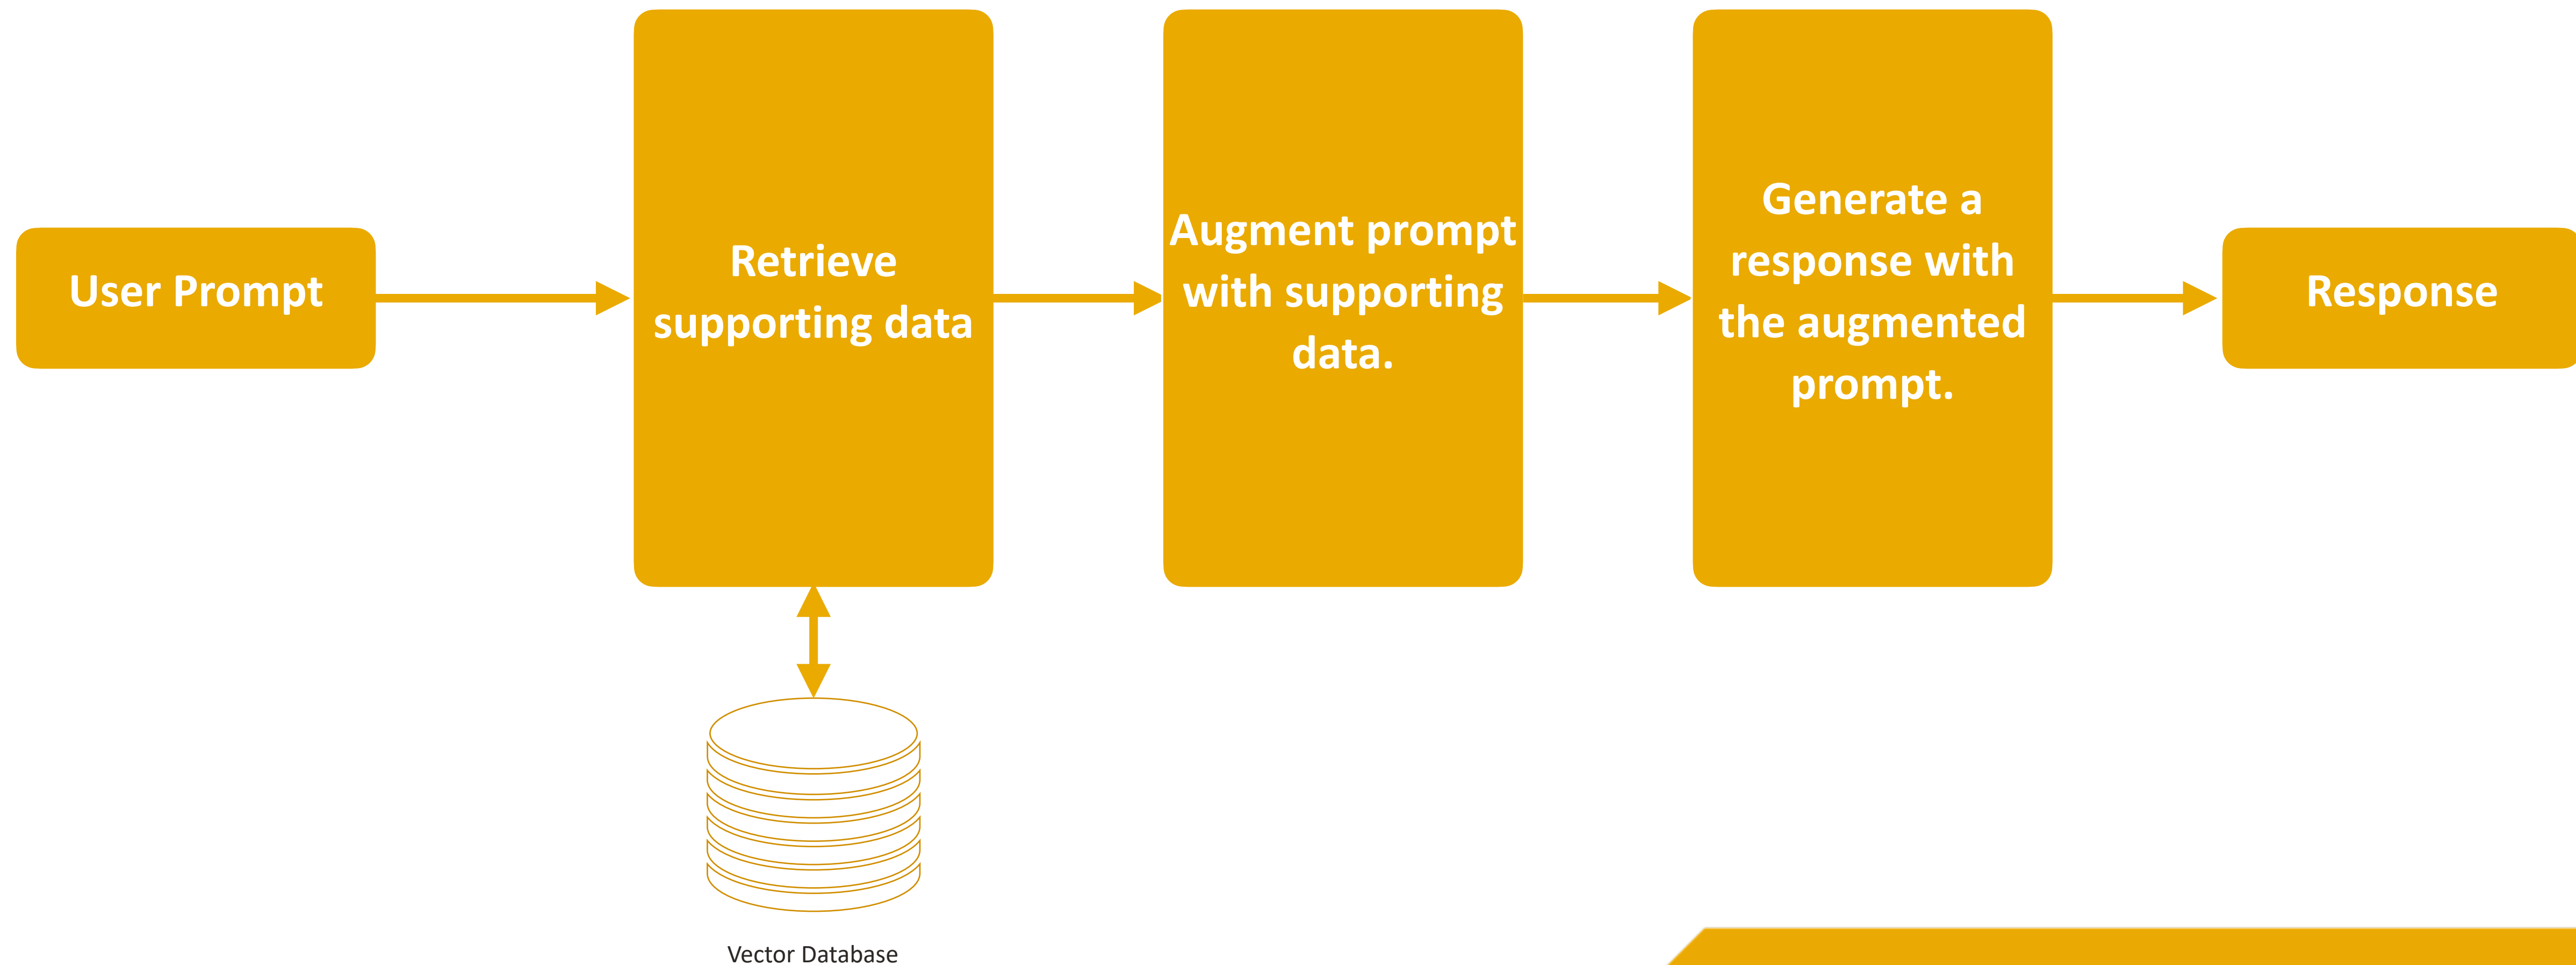 User Prompt
Retrieve
supporting data
Augment prompt
with supporting
data.
Generate a
response with
the augmented
prompt.
Response
Vector Database